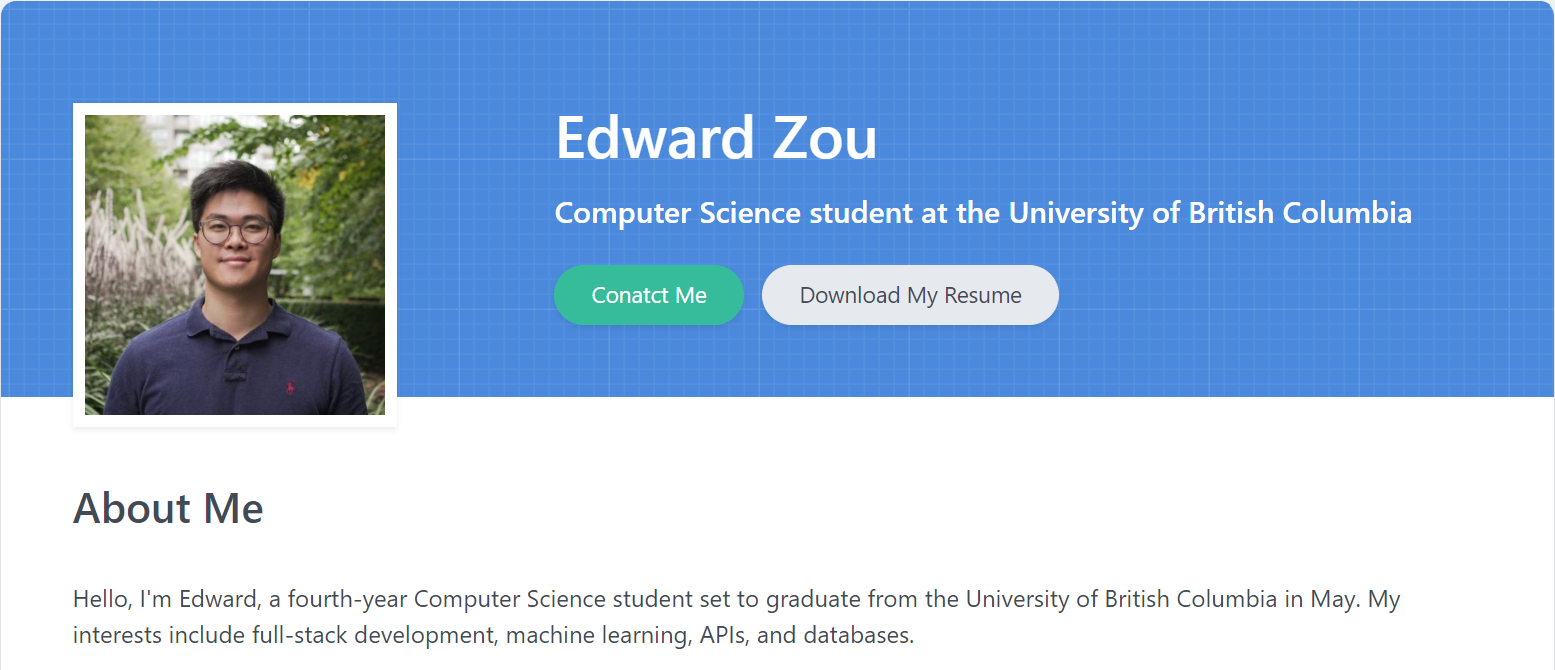 Edward Zou
Computer Science student at the University of British Columbia
Conatct Me
Download My Resume
About Me
Hello, I'm Edward, a fourth-year Computer Science student set to graduate from the University of British Columbia in May. My
interests include full-stack development, machine learning, APIs, and databases.